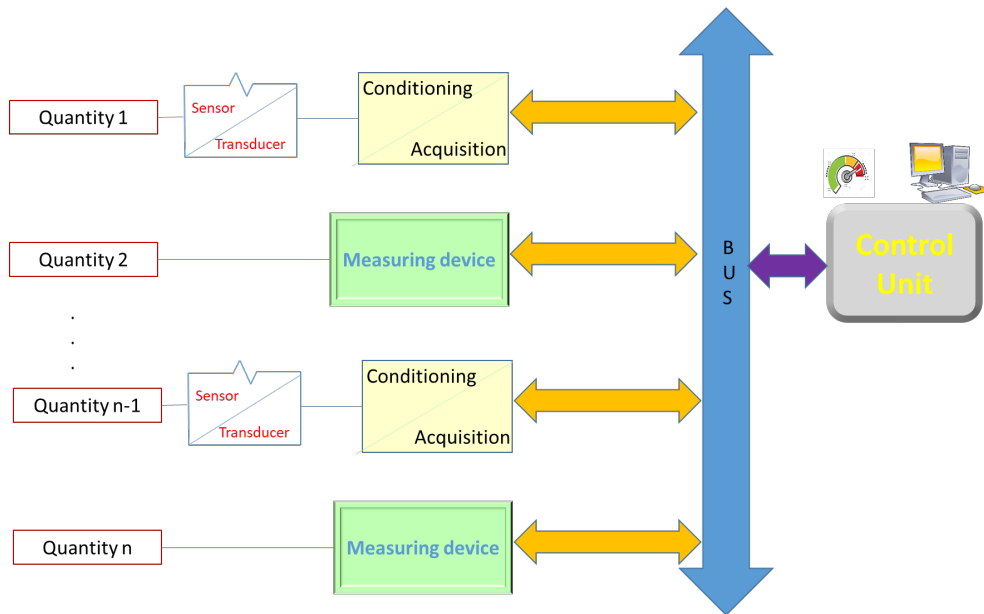 Quantity 1
Sensor
Transducer
Conditioning
Acquisition
Quantity 2
Measuring device
B
U
S
Control
Unit
.
.
.
Quantity n-1
Sensor
Transducer
Conditioning
Acquisition
Quantity n
Measuring device